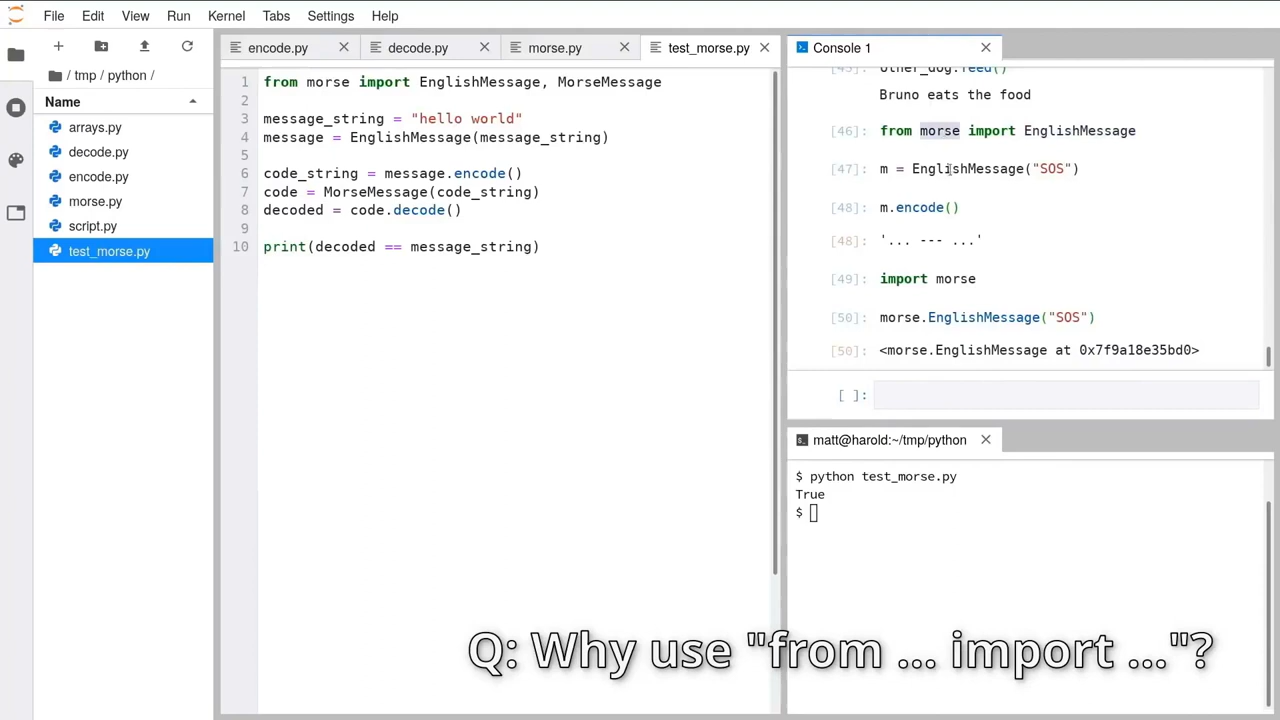 File Edit View Run Kernel Tabs Settings Help
/ tmp / python /
Name
arrays.py
decode.py
encode.py
morse.py
script.py
test_morse.py
encode.py decode.py morse.py test_morse.py
1 from morse import EnglishMessage, MorseMessage
2
3 message_string = "hello world"
4 message = EnglishMessage(message_string)
5
6 code_string = message.encode()
7 code = MorseMessage(code_string)
8 decoded = code.decode()
9
10 print(decoded == message_string)
Console 1
[45]: other_dog.feed()
Bruno eats the food
[46]: from morse import EnglishMessage
[47]: m = EnglishMessage("SOS")
[48]: m.encode()
[48]: '... --- ...'
[49]: import morse
[50]: morse.EnglishMessage("SOS")
[50]: <morse.EnglishMessage at 0x7f9a18e35bd0>
[ ]:
matt@harold:~/tmp/python
$ python test_morse.py
True
$
Q: Why use "from ... import ..."?